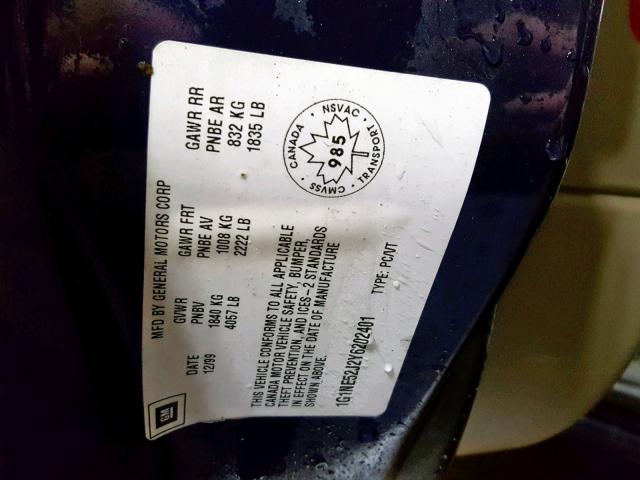 GM
MFD BY GENERAL MOTORS CORP
DATE GVWR GAWR FRT GAWR RR
PNBV PNBE AV PNBE AR
12/99 1840 KG 1008 KG 832 KG
4057 LB 2222 LB 1835 LB
THIS VEHICLE CONFORMS TO ALL APPLICABLE
CANADA MOTOR VEHICLE SAFETY, BUMPER,
THEFT PREVENTION, AND ICES-2 STANDARDS
IN EFFECT ON THE DATE OF MANUFACTURE
SHOWN ABOVE.
CANADA · NSVAC · TRANSPORT · CMVSS ·
985
1G1NE52J2Y6202401
TYPE: PC/VT